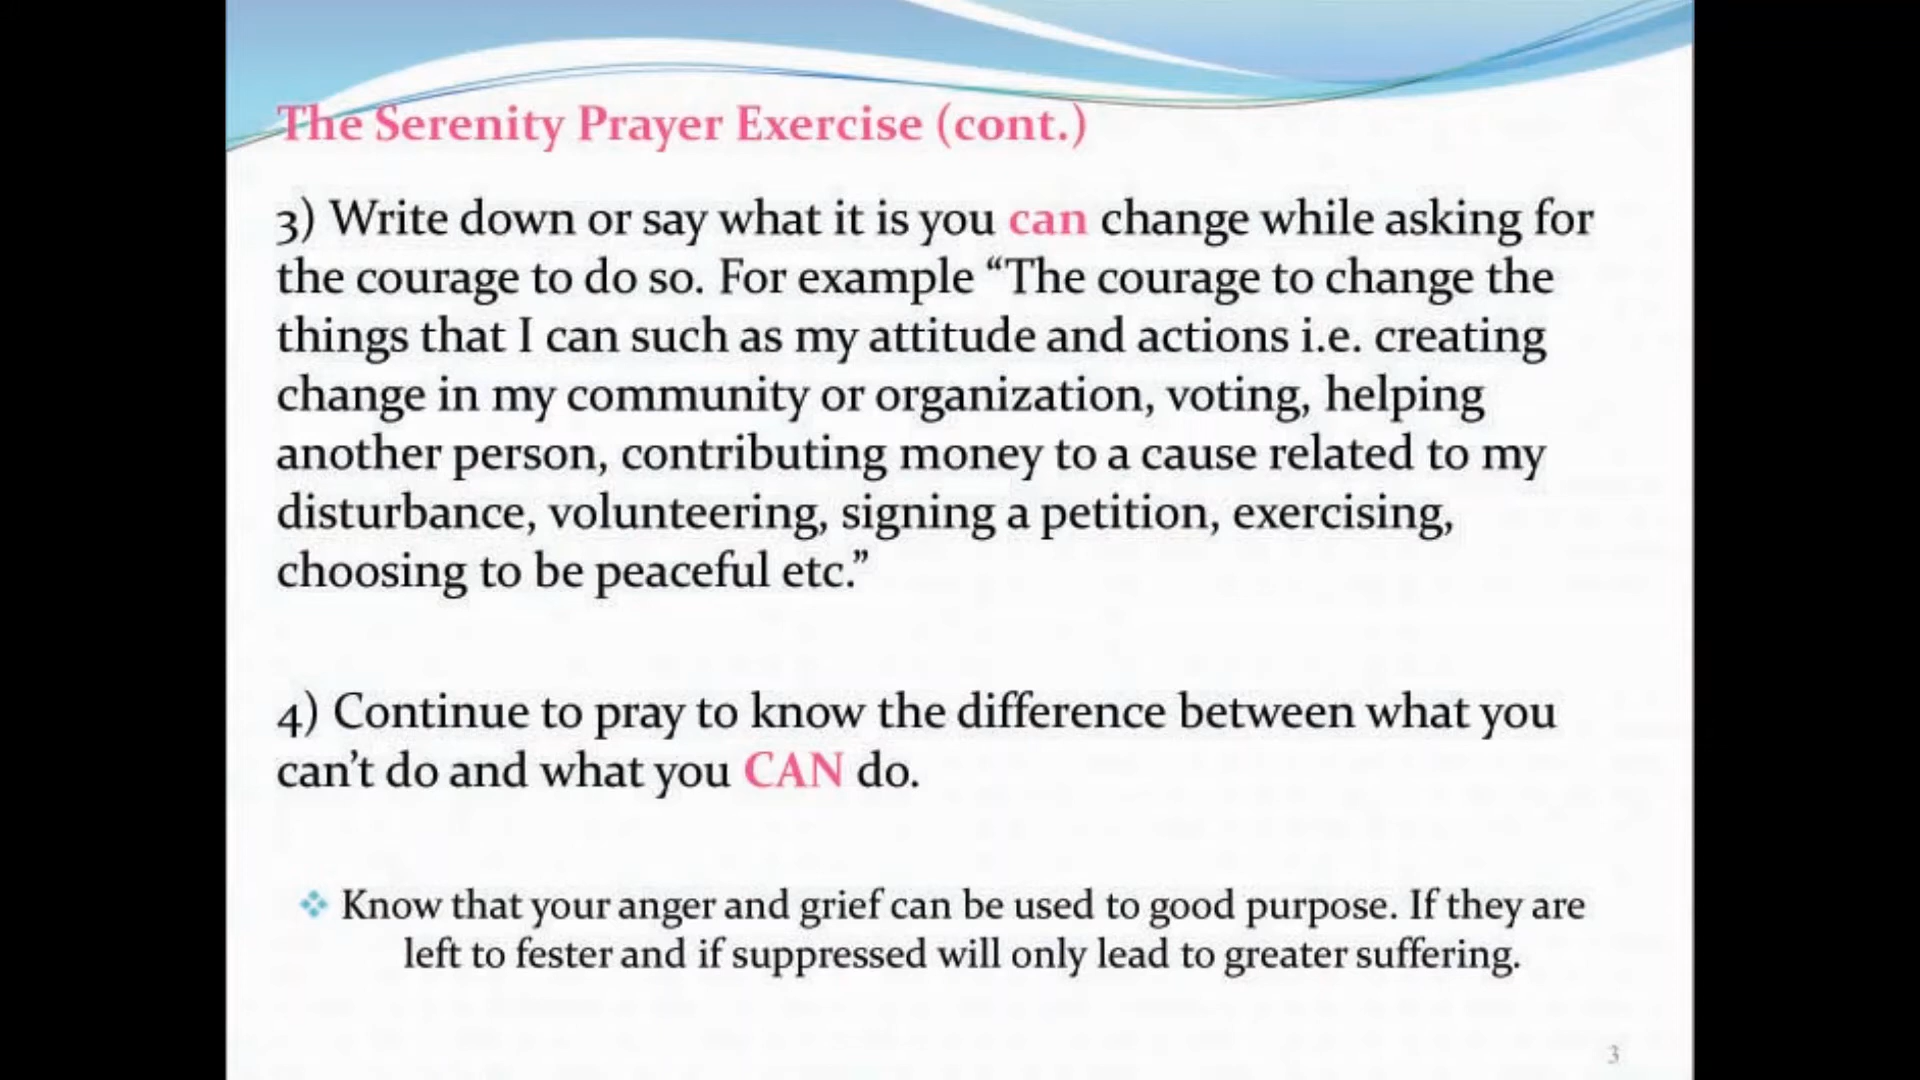 The Serenity Prayer Exercise (cont.)
3) Write down or say what it is you can change while asking for
the courage to do so. For example “The courage to change the
things that I can such as my attitude and actions i.e. creating
change in my community or organization, voting, helping
another person, contributing money to a cause related to my
disturbance, volunteering, signing a petition, exercising,
choosing to be peaceful etc.”
4) Continue to pray to know the difference between what you
can’t do and what you CAN do.
❖ Know that your anger and grief can be used to good purpose. If they are
left to fester and if suppressed will only lead to greater suffering.
3